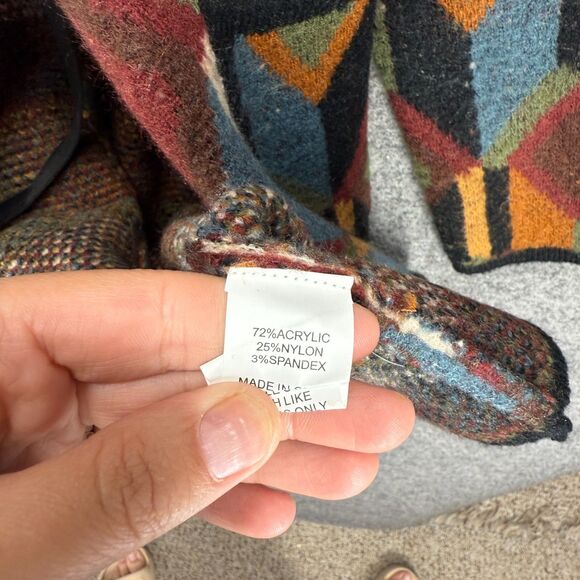 72%ACRYLIC
25%NYLON
3%SPANDEX
MADE IN
LIKE
ONLY